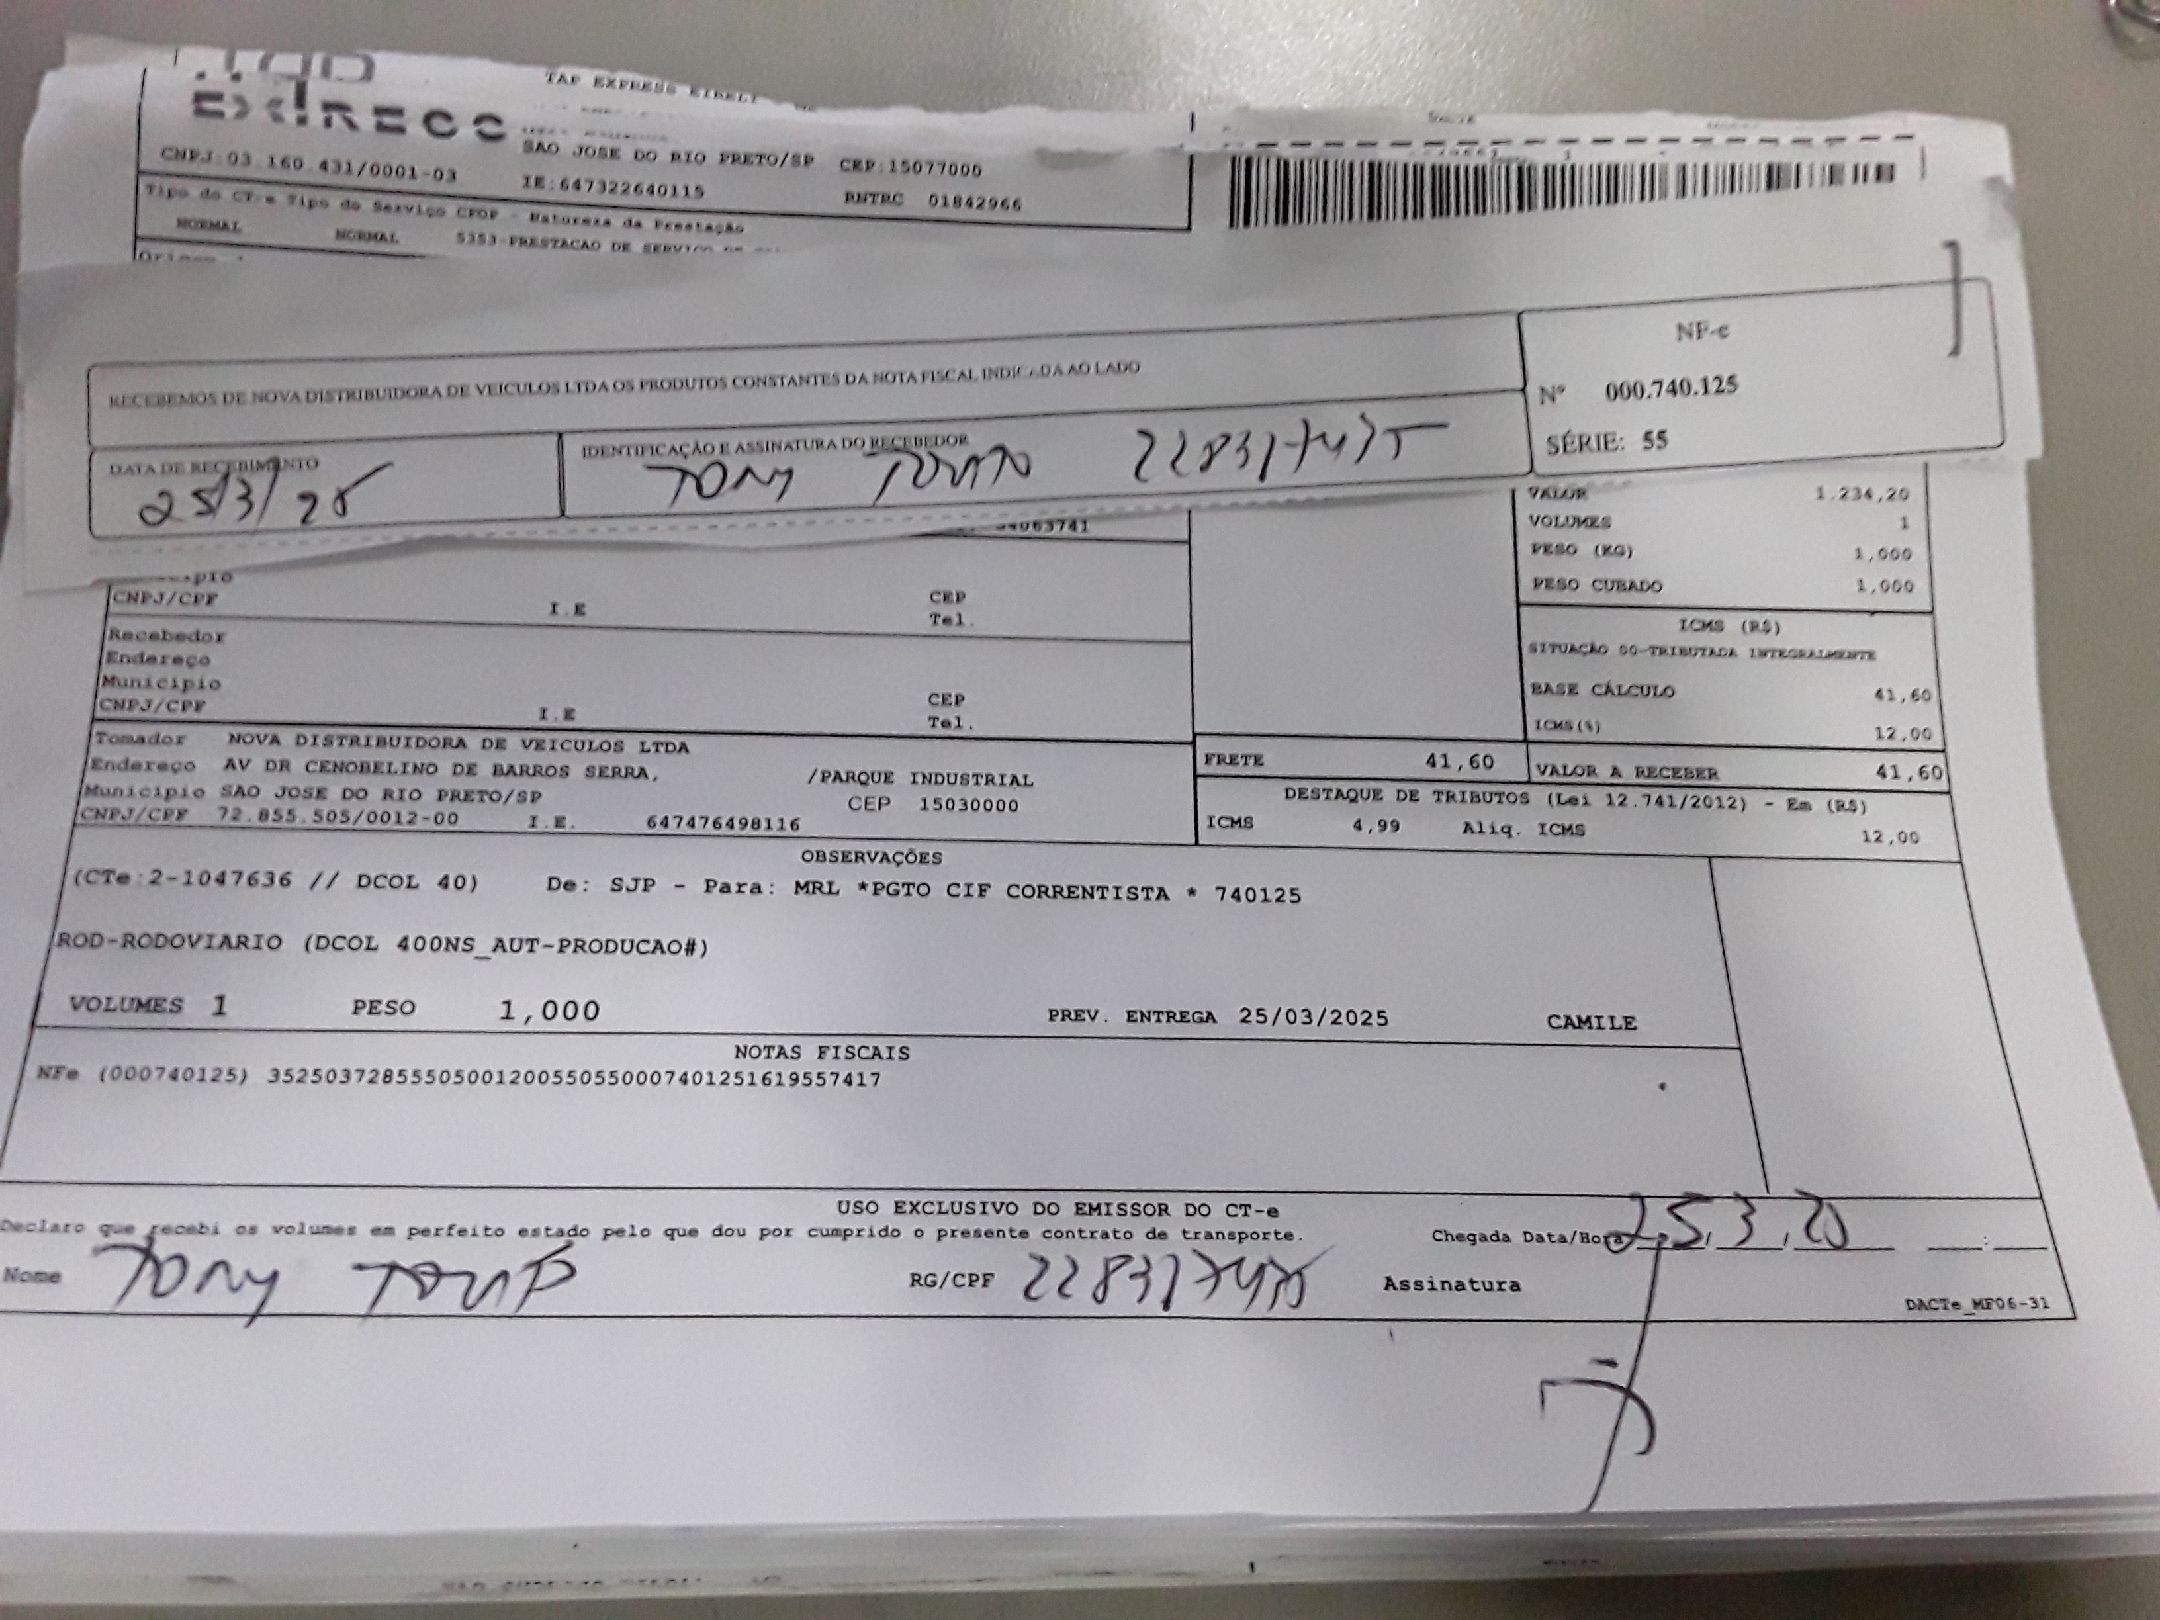 TAP EXPRESS EIRELI
SAO JOSE DO RIO PRETO/SP CEP:15077000
CNPJ:03.160.431/0001-03 IE:647322640115 RNTRC 01842966
Tipo do CT-e Tipo do Serviço CFOP - Natureza da Prestação
NORMAL NORMAL 5353-PRESTACAO DE SERVICO DE
NF-e
RECEBEMOS DE NOVA DISTRIBUIDORA DE VEICULOS LTDA OS PRODUTOS CONSTANTES DA NOTA FISCAL INDICADA AO LADO
Nº 000.740.125
SÉRIE: 55
DATA DE RECEBIMENTO IDENTIFICAÇÃO E ASSINATURA DO RECEBEDOR
25/3/25 TONY
VALOR 1.234,20
VOLUMES 1
PESO (KG) 1,000
PESO CUBADO 1,000
CNPJ/CPF I.E CEP
Tel.
Recebedor
Endereço
Município
CNPJ/CPF I.E CEP
Tel.
ICMS (R$)
SITUAÇÃO 00-TRIBUTADA INTEGRALMENTE
BASE CÁLCULO 41,60
ICMS(%) 12,00
Tomador NOVA DISTRIBUIDORA DE VEICULOS LTDA
Endereço AV DR CENOBELINO DE BARROS SERRA, /PARQUE INDUSTRIAL
Município SAO JOSE DO RIO PRETO/SP CEP 15030000
CNPJ/CPF 72.855.505/0012-00 I.E. 647476498116
FRETE 41,60 VALOR A RECEBER 41,60
DESTAQUE DE TRIBUTOS (Lei 12.741/2012) - Em (R$)
ICMS 4,99 Aliq. ICMS 12,00
OBSERVAÇÕES
(CTe:2-1047636 // DCOL 40) De: SJP - Para: MRL *PGTO CIF CORRENTISTA * 740125
ROD-RODOVIARIO (DCOL 400NS_AUT-PRODUCAO#)
VOLUMES 1 PESO 1,000 PREV. ENTREGA 25/03/2025 CAMILE
NOTAS FISCAIS
NFe (000740125) 35250372855505001200550550007401251619557417
USO EXCLUSIVO DO EMISSOR DO CT-e
Declaro que recebi os volumes em perfeito estado pelo que dou por cumprido o presente contrato de transporte. Chegada Data/Hora
Nome TONY RG/CPF Assinatura
DACTe_MF06-31